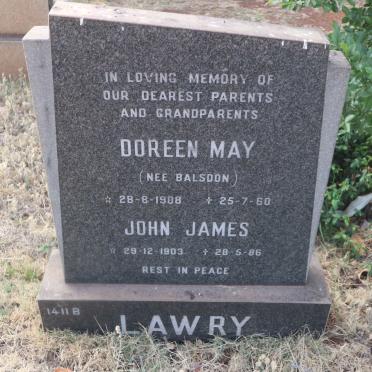 IN LOVING MEMORY OF
OUR DEAREST PARENTS
AND GRANDPARENTS
DOREEN MAY
(NEE BALSDON)
☆ 28-6-1908 ✝ 25-7-60
JOHN JAMES
☆ 29-12-1903 ✝ 28-5-86
REST IN PEACE
1411 B
LAWRY